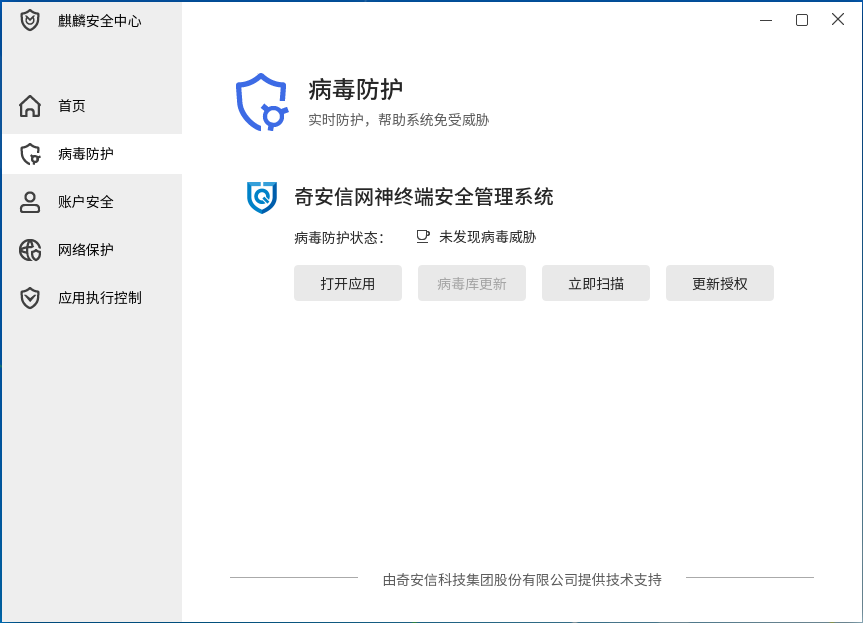 麒麟安全中心
首页
病毒防护
账户安全
网络保护
应用执行控制
病毒防护
实时防护，帮助系统免受威胁
奇安信网神终端安全管理系统
病毒防护状态： 未发现病毒威胁
打开应用 病毒库更新 立即扫描 更新授权
由奇安信科技集团股份有限公司提供技术支持